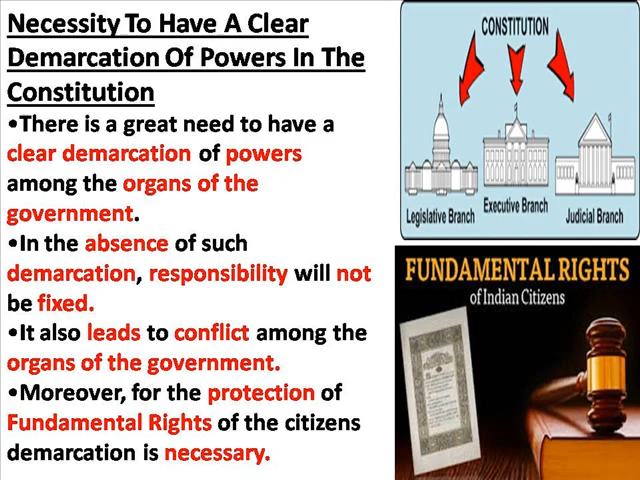 Necessity To Have A Clear
Demarcation Of Powers In The
Constitution
•There is a great need to have a
clear demarcation of powers
among the organs of the
government.
•In the absence of such
demarcation, responsibility will not
be fixed.
•It also leads to conflict among the
organs of the government.
•Moreover, for the protection of
Fundamental Rights of the citizens
demarcation is necessary.
CONSTITUTION
Legislative Branch
Executive Branch
Judicial Branch
FUNDAMENTAL RIGHTS
of Indian Citizens